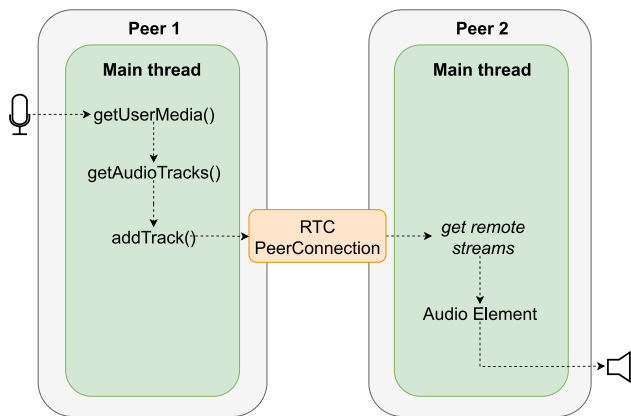 Peer 1
Main thread
getUserMedia()
getAudioTracks()
addTrack()
RTC
PeerConnection
Peer 2
Main thread
get remote
streams
Audio Element